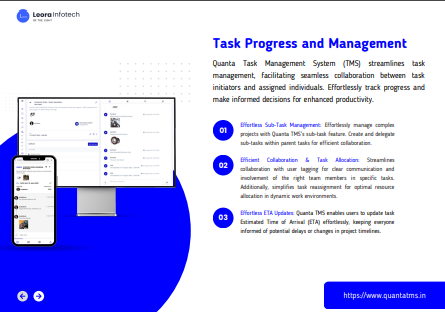 Leora Infotech
BE THE LIGHT
Task Progress and Management
Quanta Task Management System (TMS) streamlines task
management, facilitating seamless collaboration between task
initiators and assigned individuals. Effortlessly track progress and
make informed decisions for enhanced productivity.
01
Effortless Sub-Task Management: Effortlessly manage complex
projects with Quanta TMS's sub-task feature. Create and delegate
sub-tasks within parent tasks for efficient collaboration.
02
Efficient Collaboration & Task Allocation: Streamlines
collaboration with user tagging for clear communication and
involvement of the right team members in specific tasks.
Additionally, simplifies task reassignment for optimal resource
allocation in dynamic work environments.
03
Effortless ETA Updates: Quanta TMS enables users to update task
Estimated Time of Arrival (ETA) effortlessly, keeping everyone
informed of potential delays or changes in project timelines.
https://www.quantatms.in